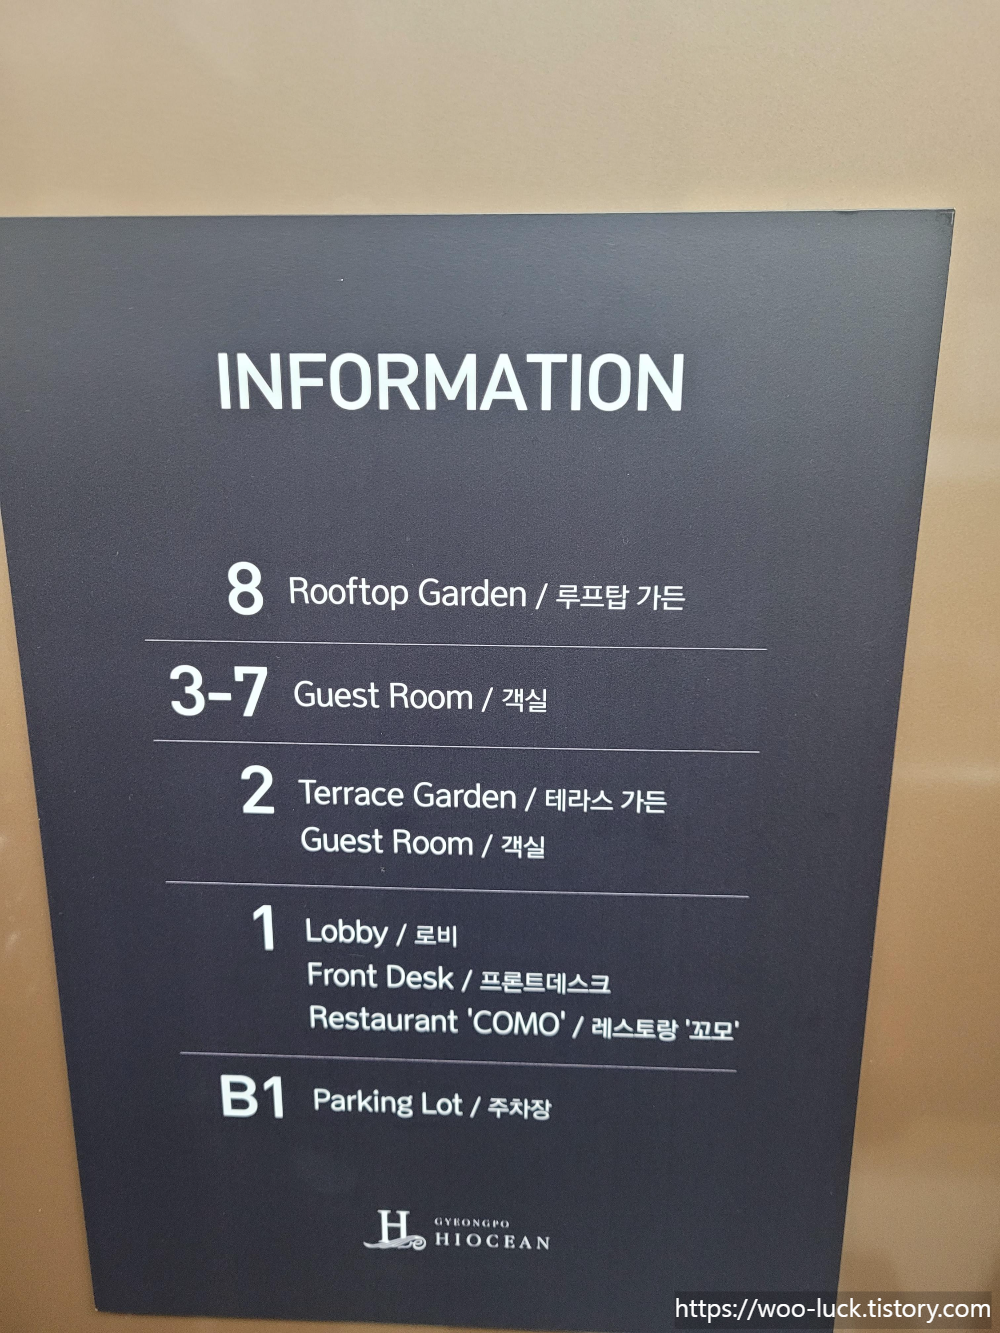 INFORMATION
8 Rooftop Garden / 루프탑 가든
3-7 Guest Room / 객실
2 Terrace Garden / 테라스 가든
Guest Room / 객실
1 Lobby / 로비
Front Desk / 프론트데스크
Restaurant 'COMO' / 레스토랑 '꼬모'
B1 Parking Lot / 주차장
H GYEONGPO
HIOCEAN
https://woo-luck.tistory.com